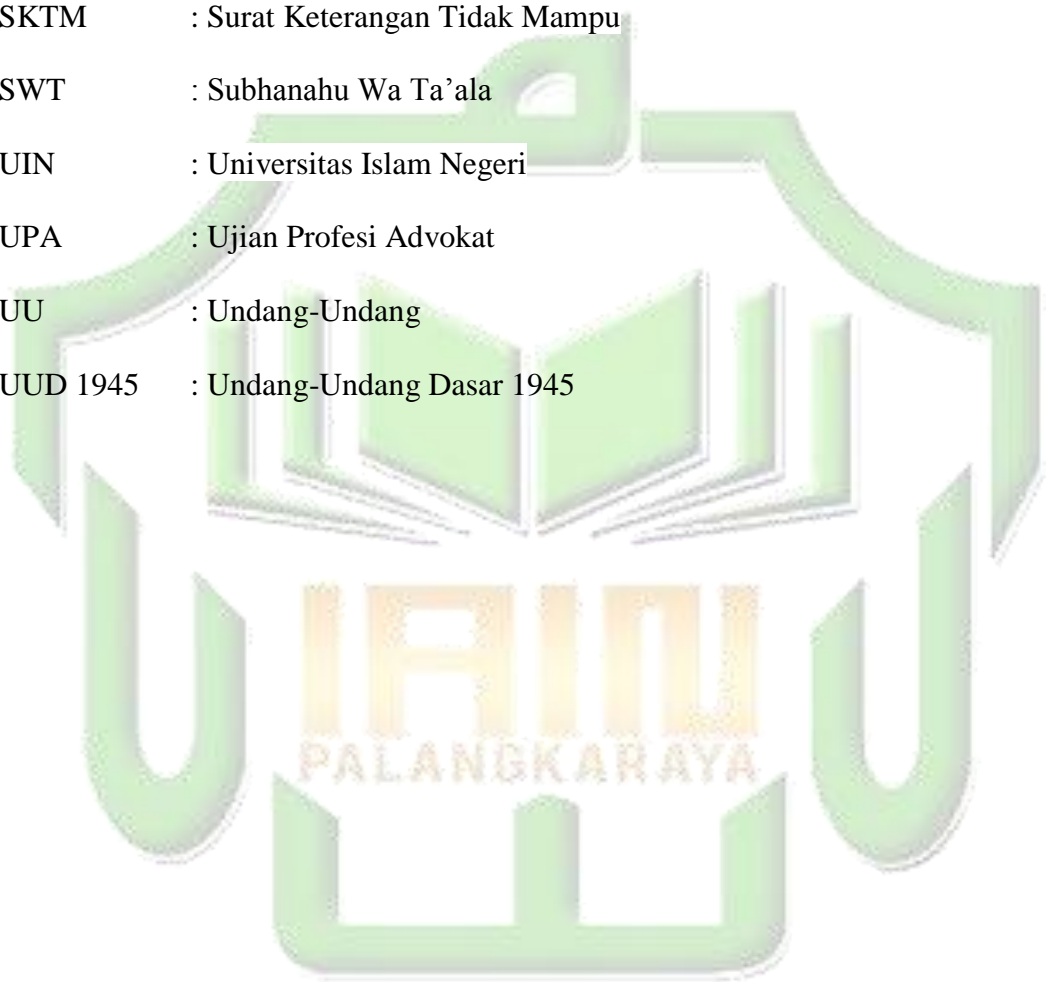 SKTM : Surat Keterangan Tidak Mampu
SWT : Subhanahu Wa Ta’ala
UIN : Universitas Islam Negeri
UPA : Ujian Profesi Advokat
UU : Undang-Undang
UUD 1945 : Undang-Undang Dasar 1945
IAIN
PALANGKARAYA